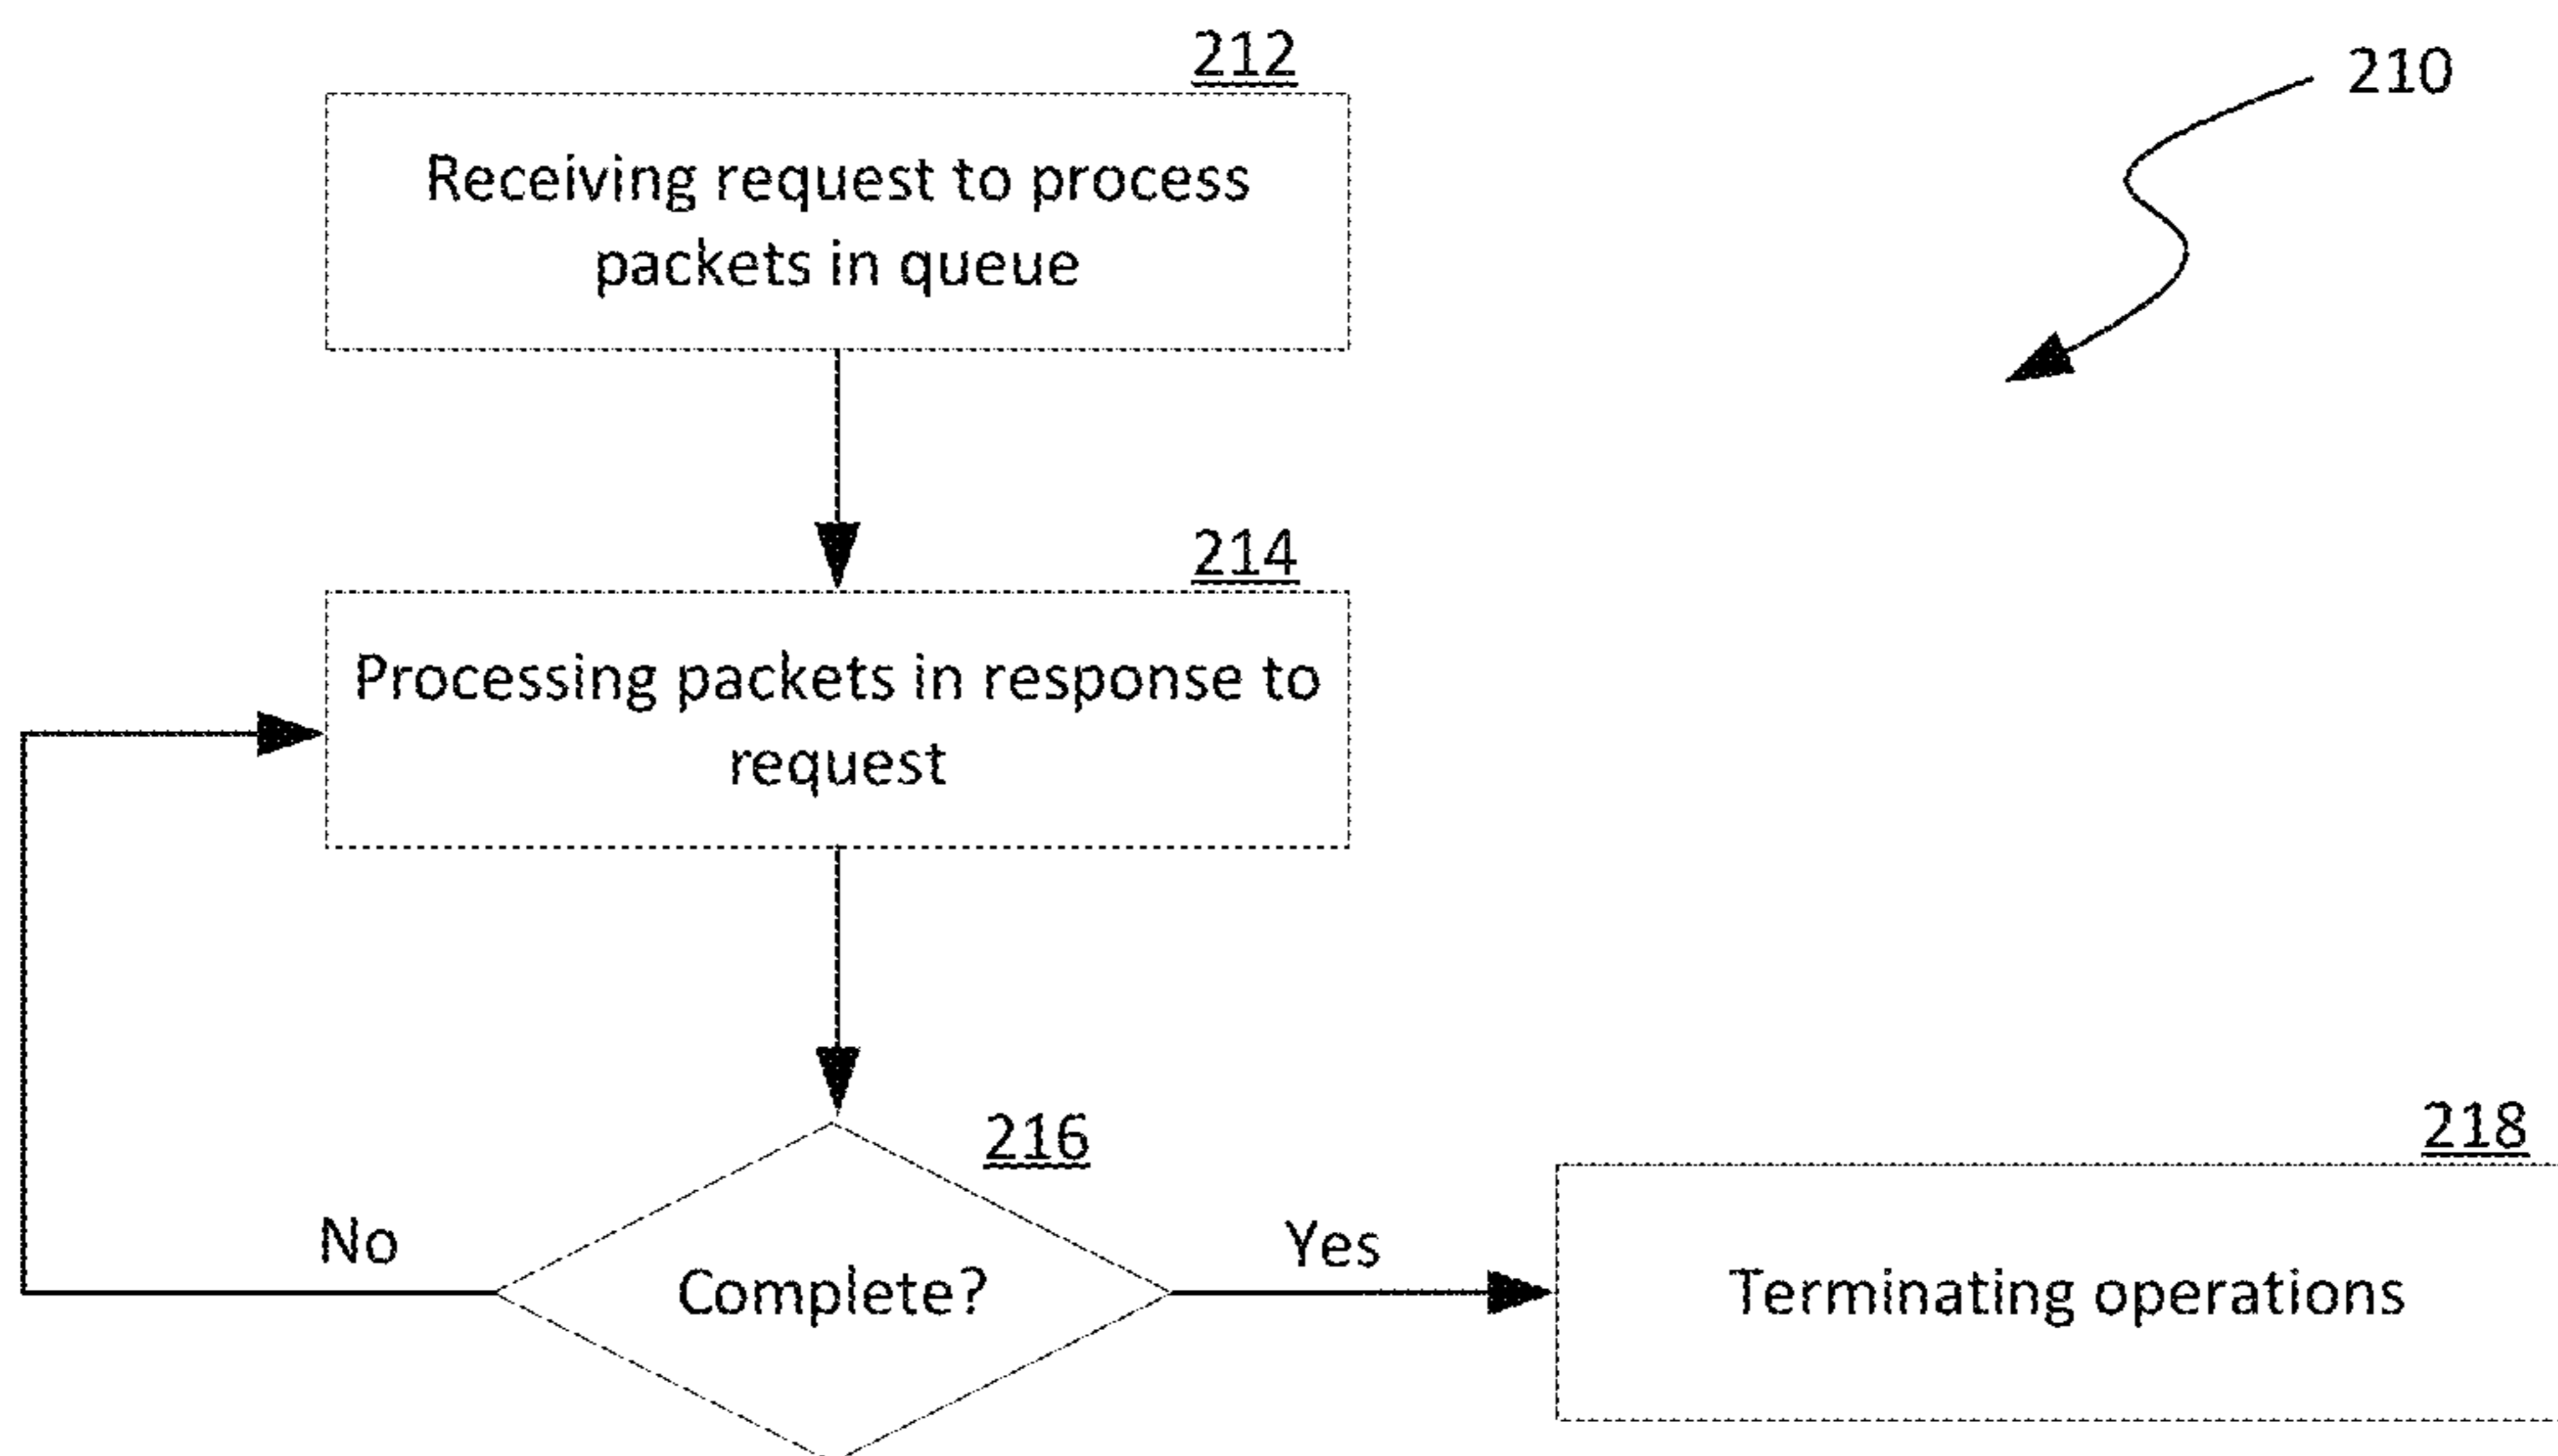 212
210
Receiving request to process
packets in queue
214
Processing packets in response to
request
216
218
No
Yes
Complete?
Terminating operations